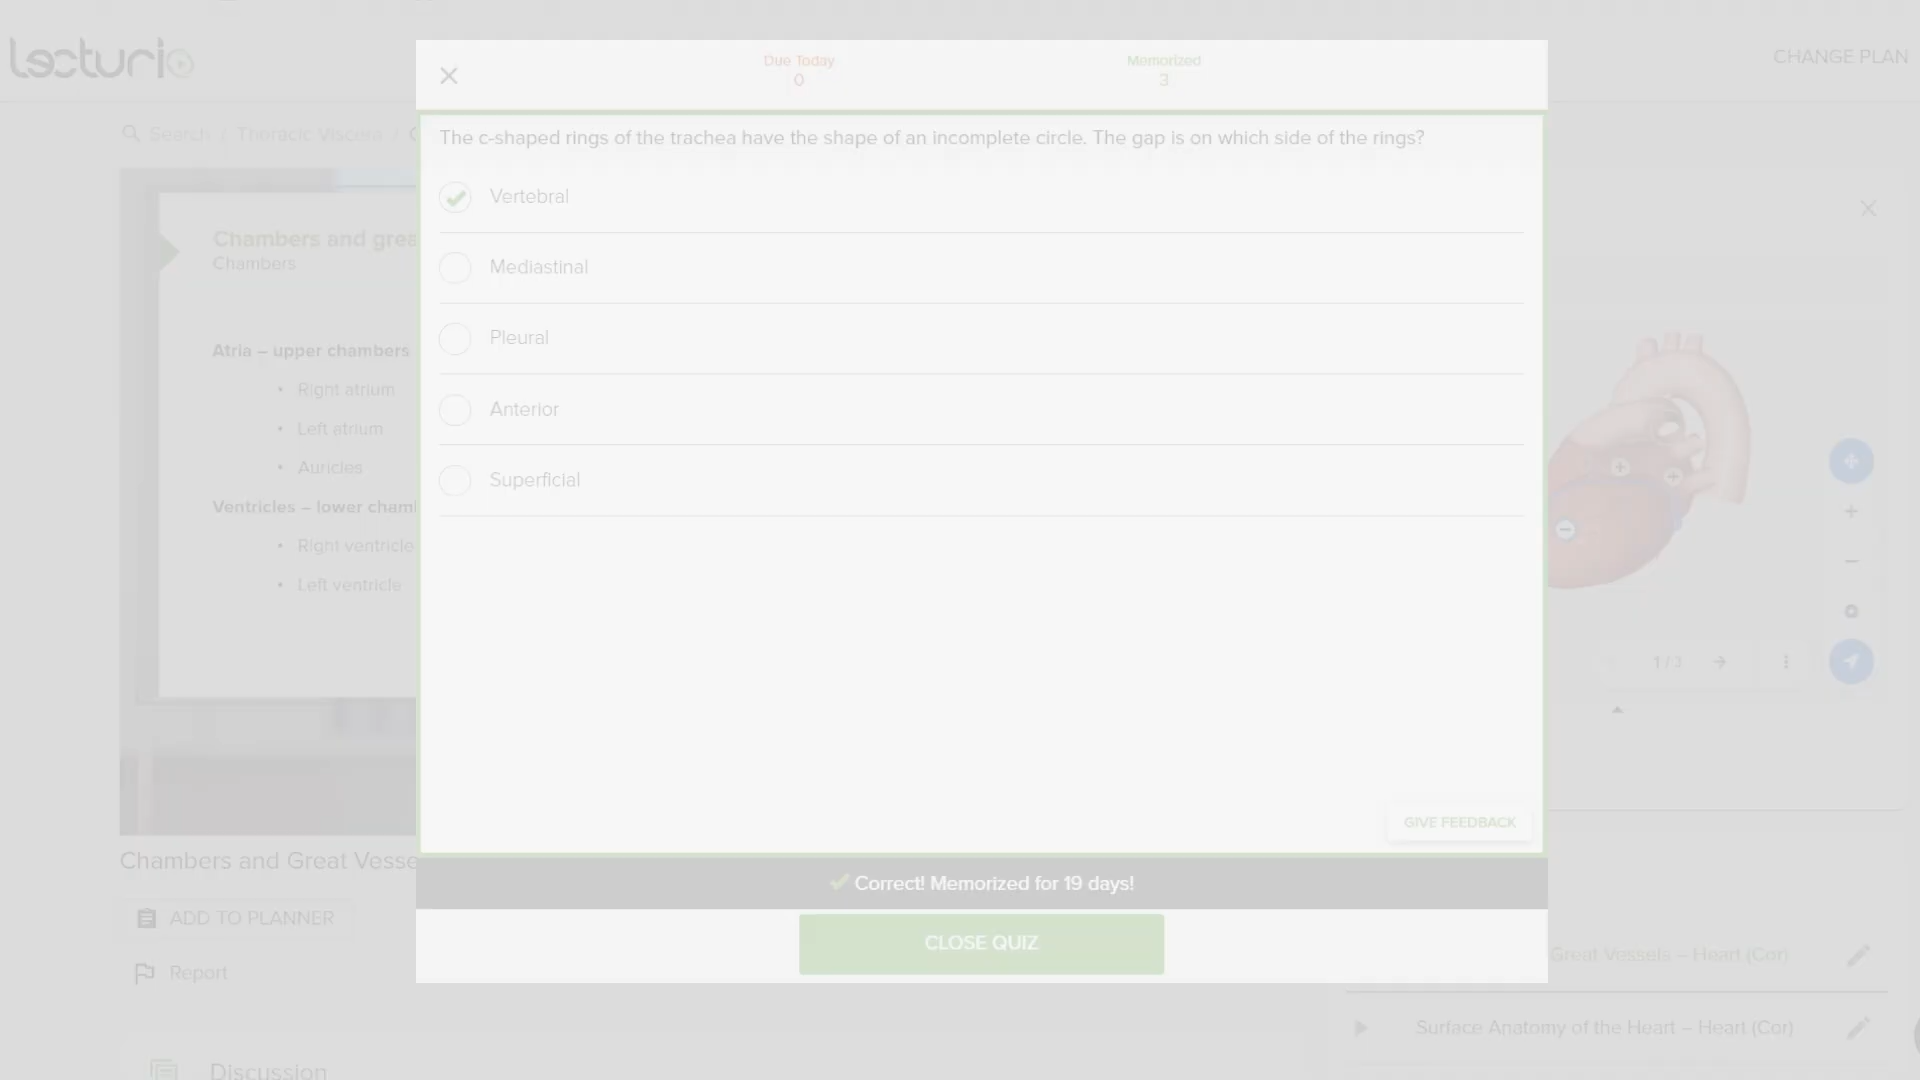 lecturio
CHANGE PLAN
Search / Thoracic Viscera /
Due Today
0
Memorized
3
The c-shaped rings of the trachea have the shape of an incomplete circle. The gap is on which side of the rings?
Vertebral
Mediastinal
Pleural
Anterior
Superficial
GIVE FEEDBACK
Correct! Memorized for 19 days!
CLOSE QUIZ
Chambers and grea
Chambers
Atria – upper chambers
• Right atrium
• Left atrium
• Auricles
Ventricles – lower cham
• Right ventricle
• Left ventricle
1 / 3
Chambers and Great Vesse
ADD TO PLANNER
Report
Discussion
Great Vessels – Heart (Cor)
Surface Anatomy of the Heart – Heart (Cor)